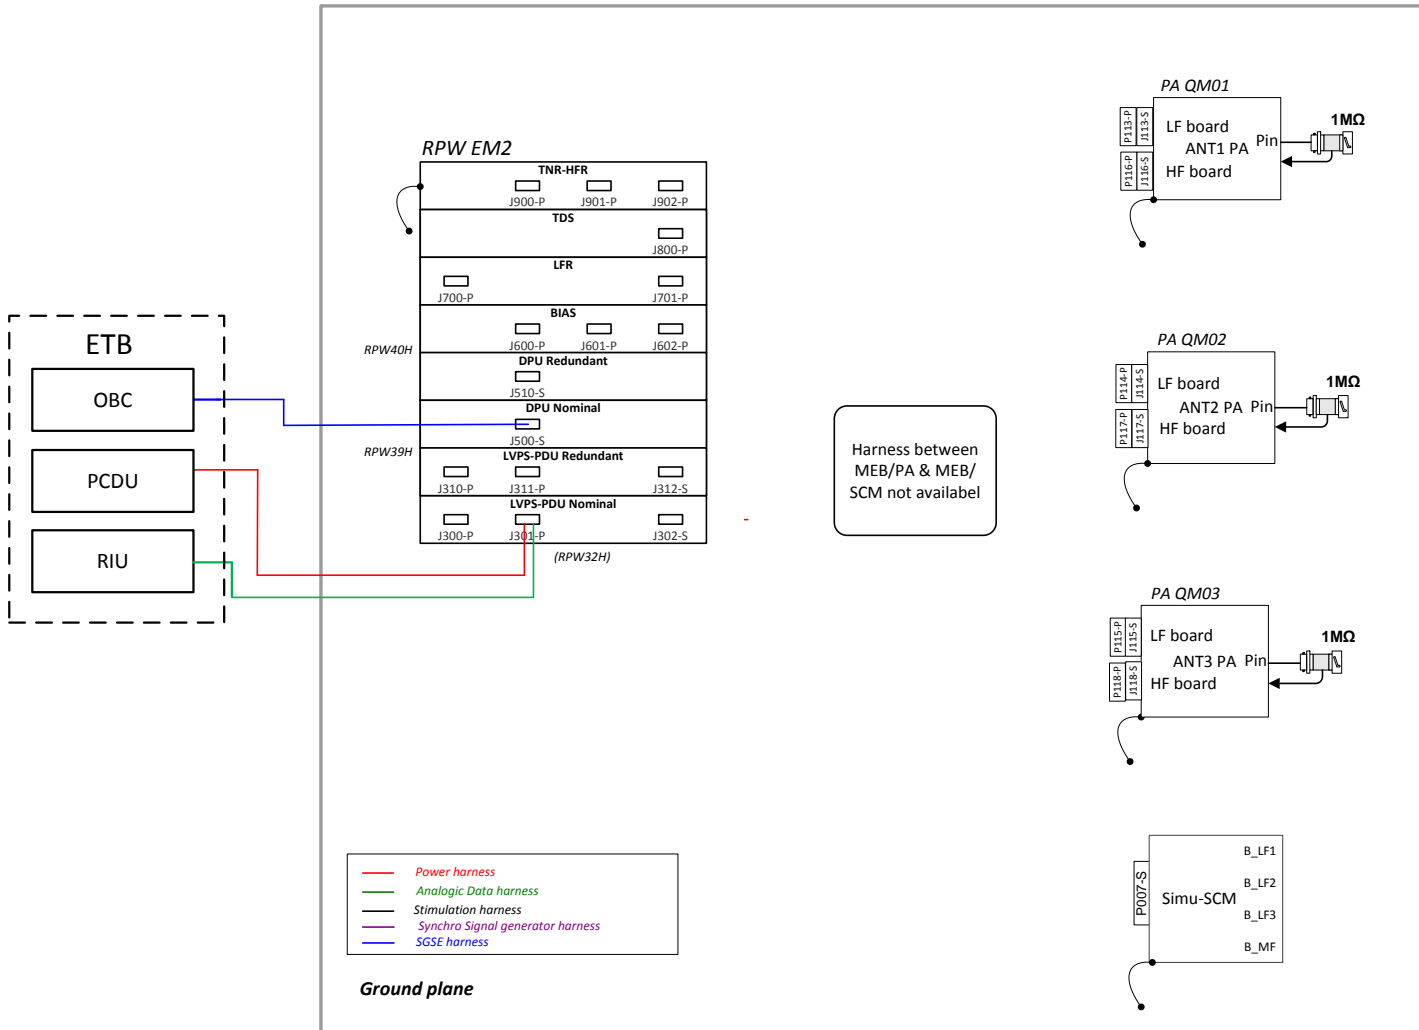 ETB
OBC
PCDU
RIU
RPW EM2
TNR-HFR
J900-P J901-P J902-P
TDS
J800-P
LFR
J700-P J701-P
BIAS
J600-P J601-P J602-P
RPW40H
DPU Redundant
J510-S
DPU Nominal
J500-S
RPW39H
LVPS-PDU Redundant
J310-P J311-P J312-S
LVPS-PDU Nominal
J300-P J301-P J302-S
(RPW32H)
-
Harness between
MEB/PA & MEB/
SCM not availabel
PA QM01
P113-P
J113-S
P116-P
J116-S
LF board
ANT1 PA
HF board
Pin
1MΩ
PA QM02
P114-P
J114-S
P117-P
J117-S
LF board
ANT2 PA
HF board
Pin
1MΩ
PA QM03
P115-P
J115-S
P118-P
J118-S
LF board
ANT3 PA
HF board
Pin
1MΩ
P007-S
Simu-SCM
B_LF1
B_LF2
B_LF3
B_MF
Power harness
Analogic Data harness
Stimulation harness
Synchro Signal generator harness
SGSE harness
Ground plane